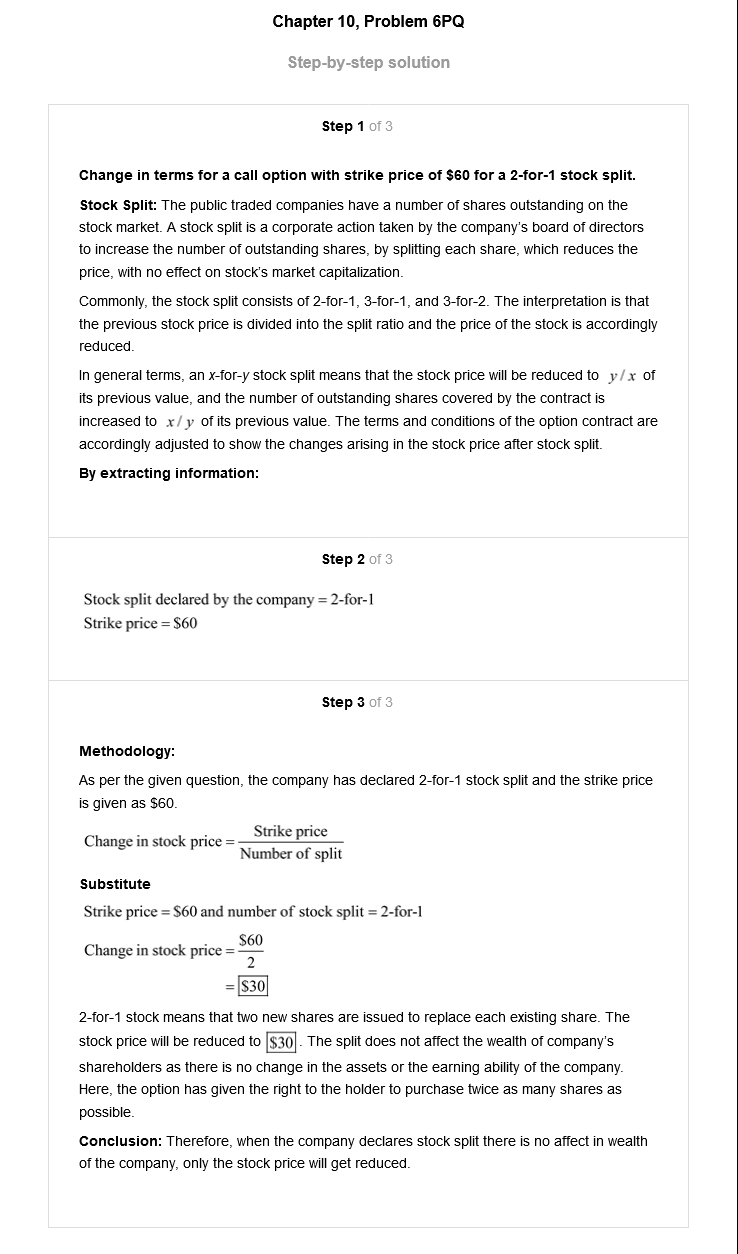 Chapter 10, Problem 6PQ
Step-by-step solution
Step 1 of 3
Change in terms for a call option with strike price of $60 for a 2-for-1 stock split.
Stock Split: The public traded companies have a number of shares outstanding on the
stock market. A stock split is a corporate action taken by the company's board of directors
to increase the number of outstanding shares, by splitting each share, which reduces the
price, with no effect on stock's market capitalization.
Commonly, the stock split consists of 2-for-1, 3-for-1, and 3-for-2. The interpretation is that
the previous stock price is divided into the split ratio and the price of the stock is accordingly
reduced.
In general terms, an x-for-y stock split means that the stock price will be reduced to y/x of
its previous value, and the number of outstanding shares covered by the contract is
increased to x/y of its previous value. The terms and conditions of the option contract are
accordingly adjusted to show the changes arising in the stock price after stock split.
By extracting information:
Step 2 of 3
Stock split declared by the company = 2-for-1
Strike price = $60
Step 3 of 3
Methodology:
As per the given question, the company has declared 2-for-1 stock split and the strike price
is given as $60.
Change in stock price = Strike price / Number of split
Substitute
Strike price = $60 and number of stock split = 2-for-1
Change in stock price = $60 / 2
= $30
2-for-1 stock means that two new shares are issued to replace each existing share. The
stock price will be reduced to $30. The split does not affect the wealth of company's
shareholders as there is no change in the assets or the earning ability of the company.
Here, the option has given the right to the holder to purchase twice as many shares as
possible.
Conclusion: Therefore, when the company declares stock split there is no affect in wealth
of the company, only the stock price will get reduced.